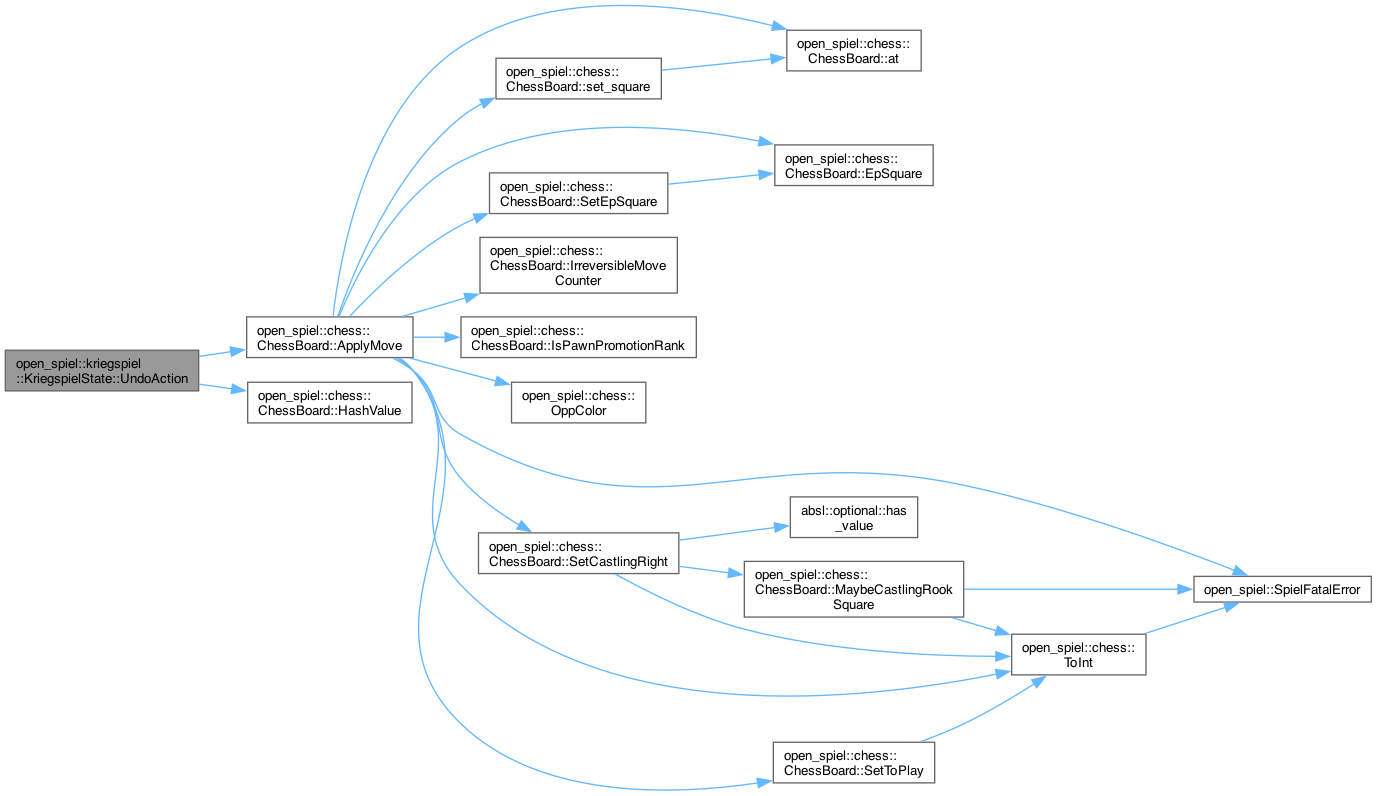 open_spiel::chess::
ChessBoard::at
open_spiel::chess::
ChessBoard::set_square
open_spiel::chess::
ChessBoard::EpSquare
open_spiel::chess::
ChessBoard::SetEpSquare
open_spiel::chess::
ChessBoard::IrreversibleMove
Counter
open_spiel::chess::
ChessBoard::ApplyMove
open_spiel::chess::
ChessBoard::IsPawnPromotionRank
open_spiel::kriegspiel
::KriegspielState::UndoAction
open_spiel::chess::
ChessBoard::HashValue
open_spiel::chess::
OppColor
absl::optional::has
_value
open_spiel::chess::
ChessBoard::SetCastlingRight
open_spiel::chess::
ChessBoard::MaybeCastlingRook
Square
open_spiel::SpielFatalError
open_spiel::chess::
ToInt
open_spiel::chess::
ChessBoard::SetToPlay